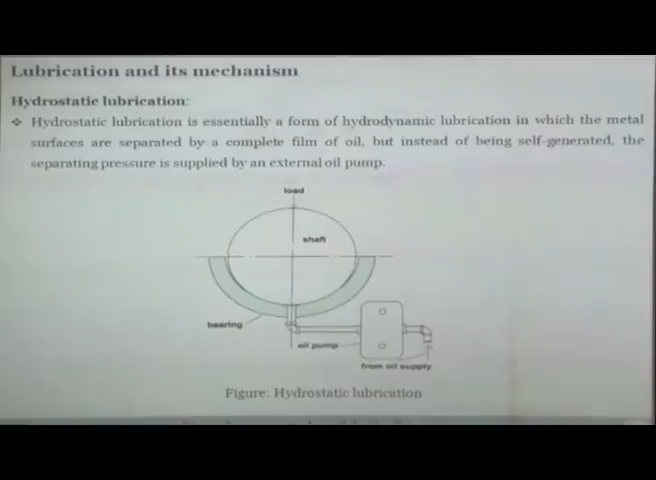 Lubrication and its mechanism
Hydrostatic lubrication:
❖ Hydrostatic lubrication is essentially a form of hydrodynamic lubrication in which the metal
surfaces are separated by a complete film of oil, but instead of being self-generated, the
separating pressure is supplied by an external oil pump.
load
shaft
bearing
oil pump
from oil supply
Figure: Hydrostatic lubrication